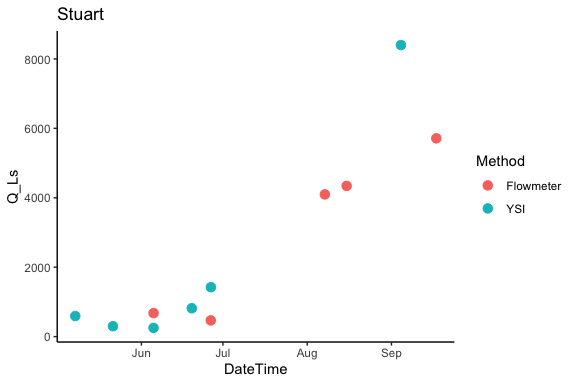 Stuart
8000
6000
4000
2000
0
Q_Ls
Jun Jul Aug Sep
DateTime
Method
Flowmeter
YSI